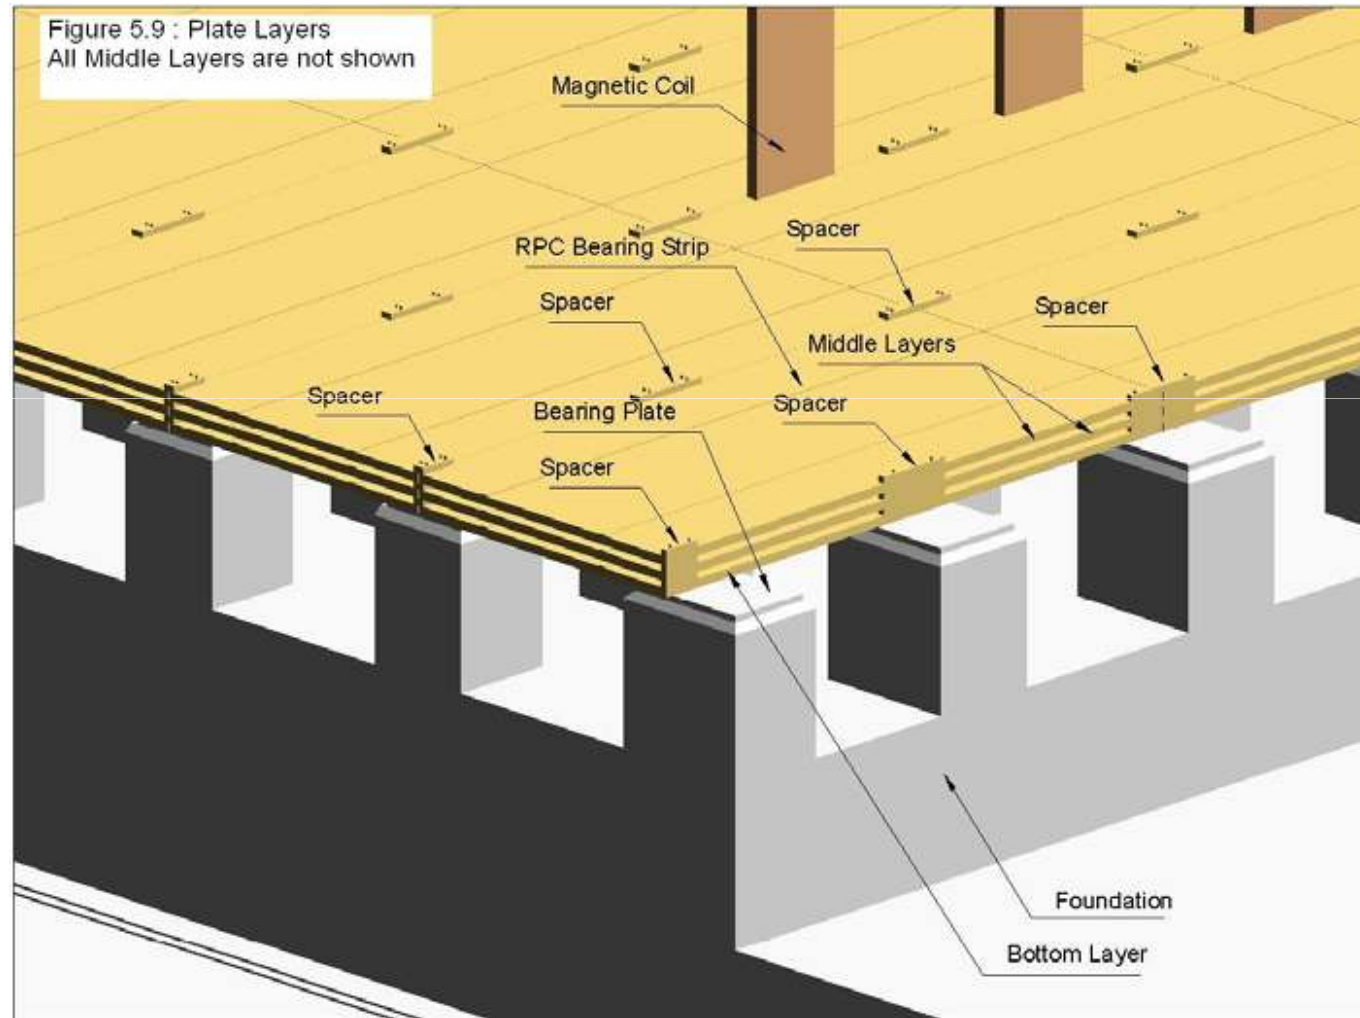 Figure 5.9 : Plate Layers
All Middle Layers are not shown
Magnetic Coil
Spacer
RPC Bearing Strip
Spacer
Spacer
Middle Layers
Spacer
Spacer
Bearing Plate
Spacer
Foundation
Bottom Layer